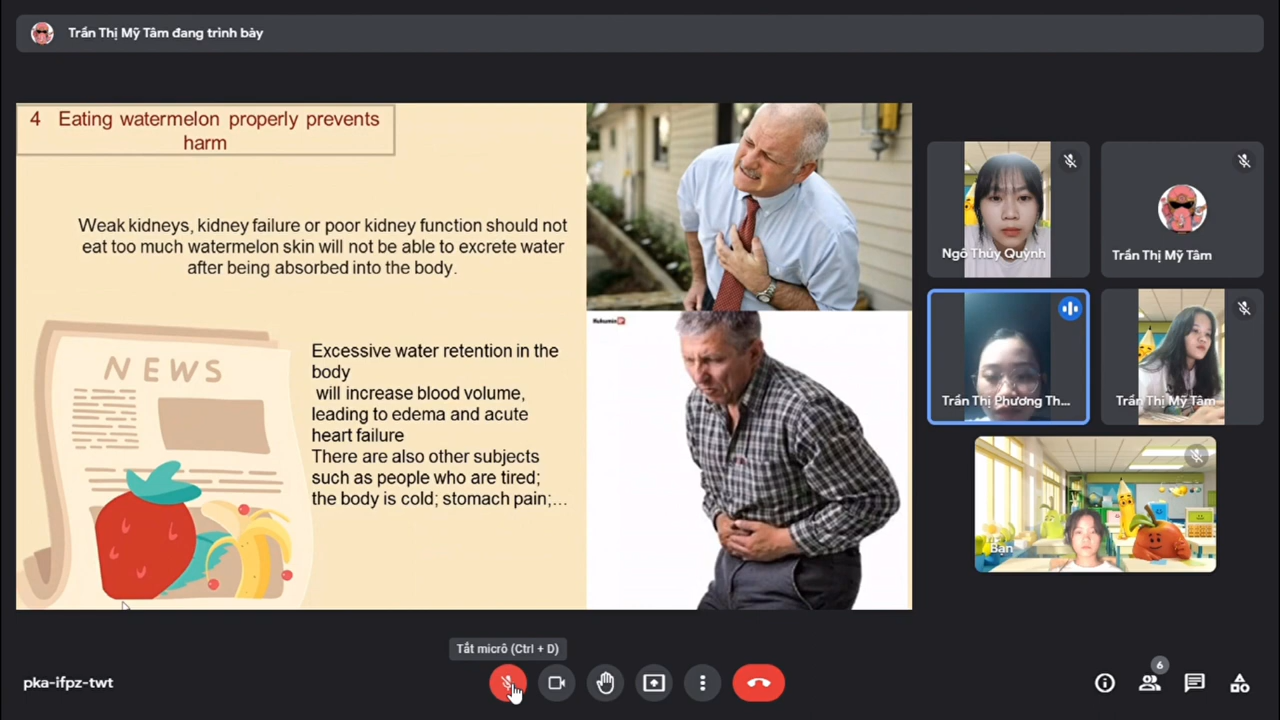 Trần Thị Mỹ Tâm đang trình bày
4 Eating watermelon properly prevents
harm
Weak kidneys, kidney failure or poor kidney function should not
eat too much watermelon skin will not be able to excrete water
after being absorbed into the body.
NEWS
Excessive water retention in the
body
will increase blood volume,
leading to edema and acute
heart failure
There are also other subjects
such as people who are tired;
the body is cold; stomach pain;...
Hukumin
Ngô Thúy Quỳnh
Trần Thị Mỹ Tâm
Trần Thị Phương Th...
Trần Thị Mỹ Tâm
Bạn
Tắt micrô (Ctrl + D)
pka-ifpz-twt
6